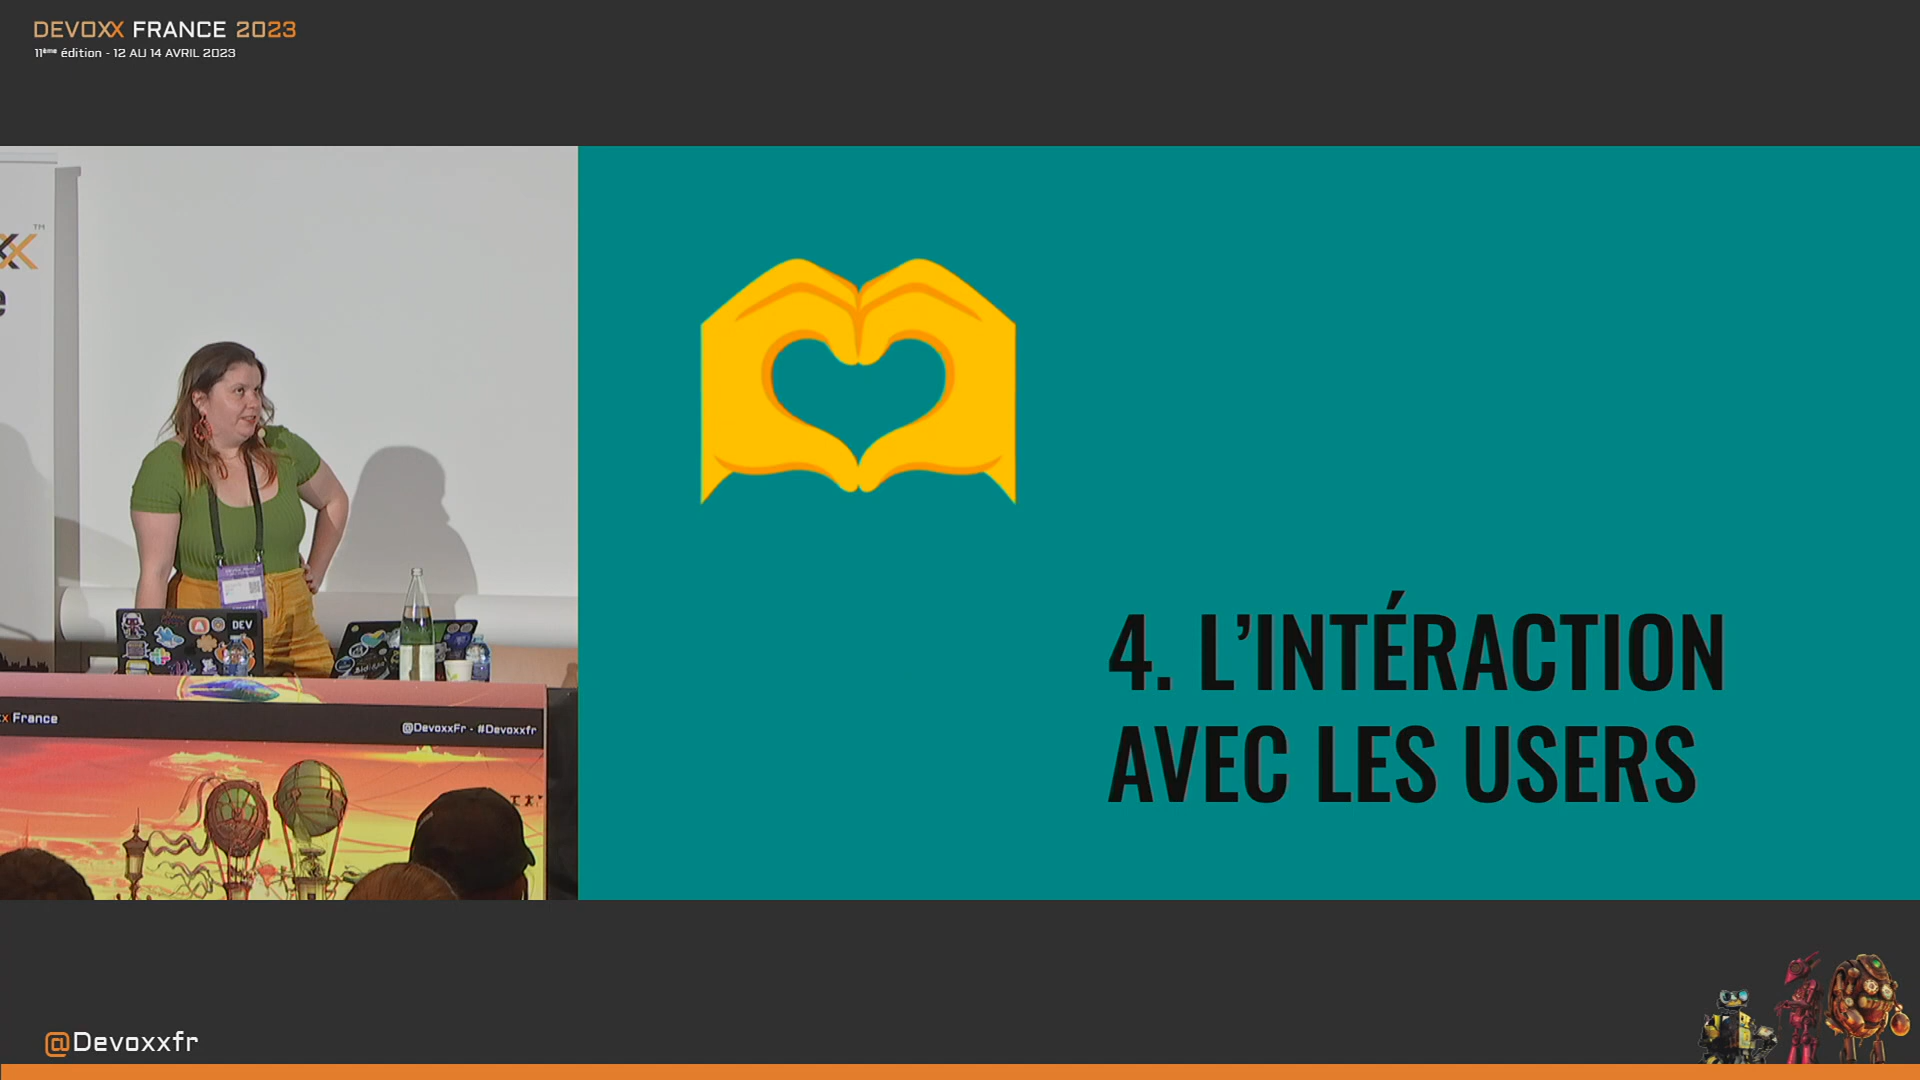 DEVOXX FRANCE 2023
11ème édition - 12 AU 14 AVRIL 2023
TM
DEV
x France
@DevoxxFr - #Devoxxfr
4. L’INTÉRACTION
AVEC LES USERS
@Devoxxfr